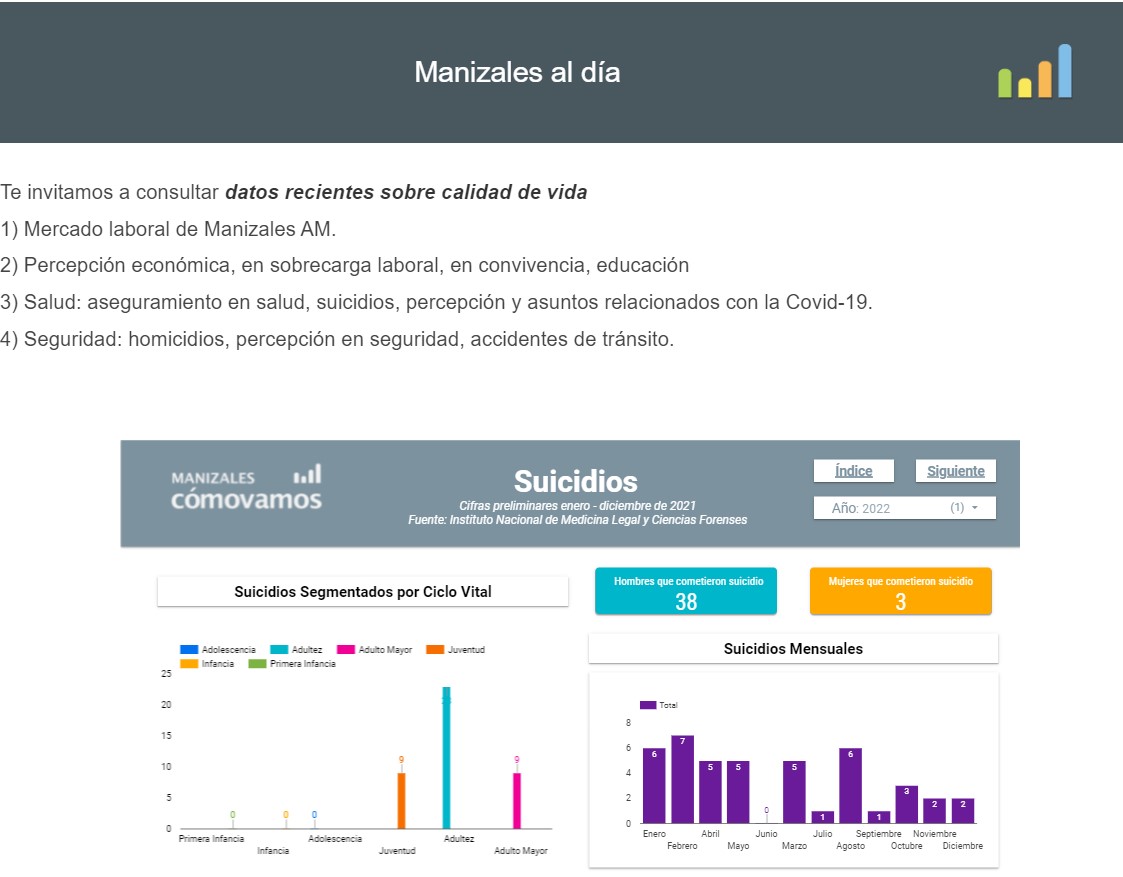 Manizales al día
Te invitamos a consultar datos recientes sobre calidad de vida
1) Mercado laboral de Manizales AM.
2) Percepción económica, en sobrecarga laboral, en convivencia, educación
3) Salud: aseguramiento en salud, suicidios, percepción y asuntos relacionados con la Covid-19.
4) Seguridad: homicidios, percepción en seguridad, accidentes de tránsito.
MANIZALES
cómovamos
Suicidios
Cifras preliminares enero - diciembre de 2021
Fuente: Instituto Nacional de Medicina Legal y Ciencias Forenses
Índice
Siguiente
Año: 2022 (1)
Suicidios Segmentados por Ciclo Vital
Adolescencia Adultez Adulto Mayor Juventud
Infancia Primera Infancia
25
20
15
10
5
0
0 0 0 9 9
Primera Infancia Adolescencia Adultez
Infancia Juventud Adulto Mayor
Hombres que cometieron suicidio
38
Mujeres que cometieron suicidio
3
Suicidios Mensuales
Total
8
6
4
2
0
6 7 5 5 0 5 1 6 1 3 2 2
Enero Abril Junio Julio Septiembre Noviembre
Febrero Mayo Marzo Agosto Octubre Diciembre